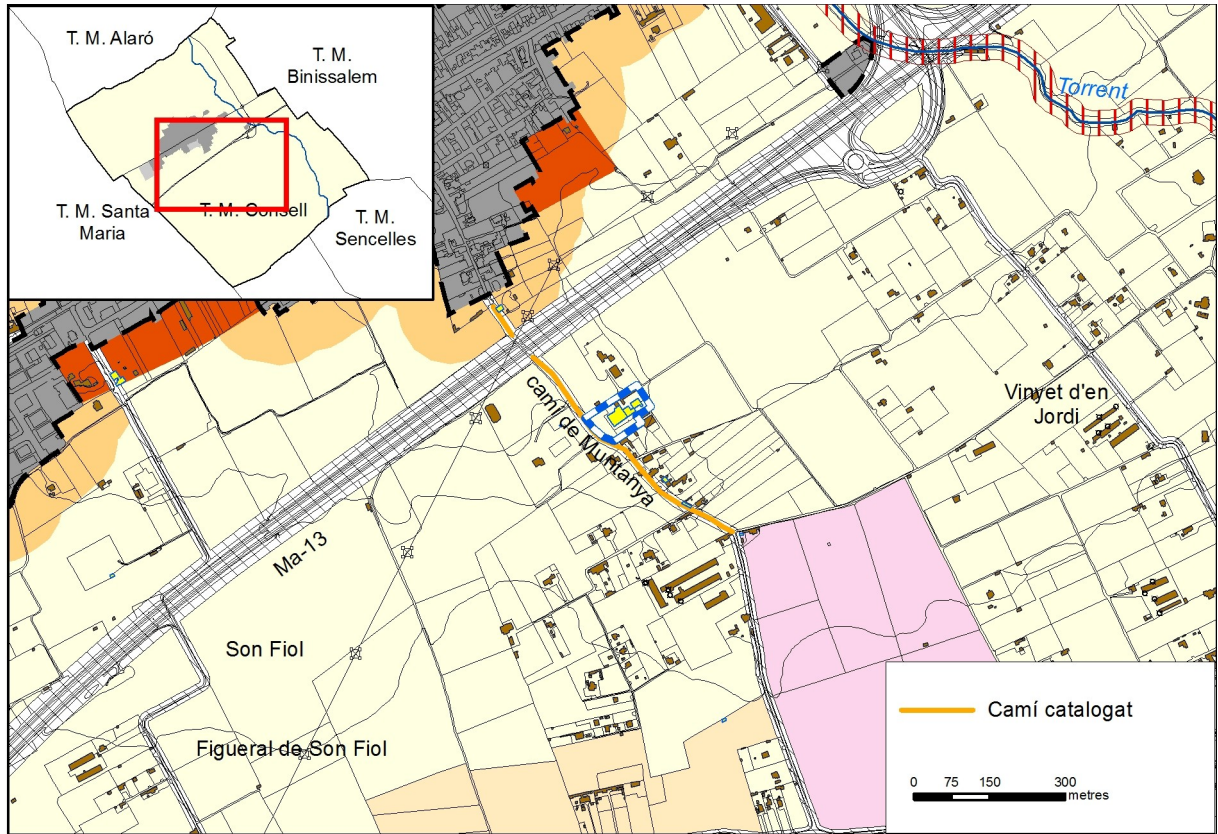 T. M. Alaró
T. M.
Binissalem
T. M. Santa
Maria
T. M. Consell
T. M.
Sencelles
Torrent
camí de Muntanya
Vinyet d'en
Jordi
Ma-13
Son Fiol
Figueral de Son Fiol
Camí catalogat
0 75 150 300
metres